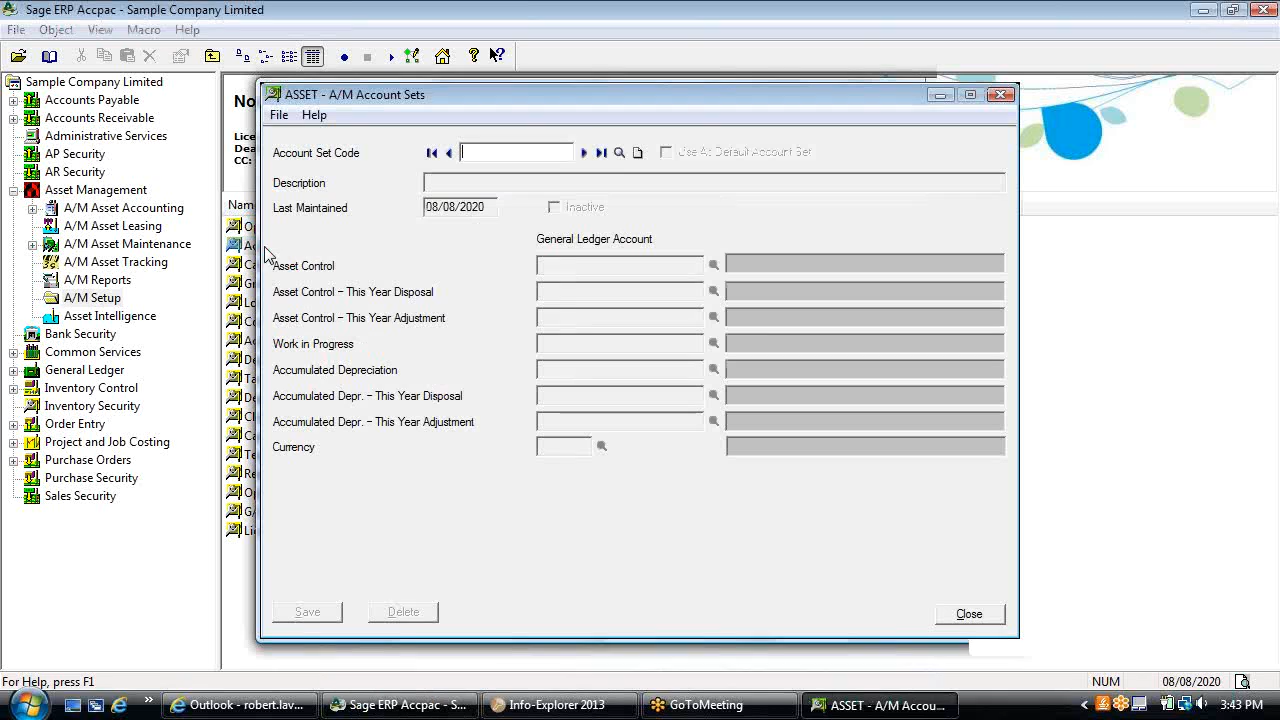 Sage ERP Accpac - Sample Company Limited
File Object View Macro Help
Sample Company Limited
Accounts Payable
Accounts Receivable
Administrative Services
AP Security
AR Security
Asset Management
A/M Asset Accounting
A/M Asset Leasing
A/M Asset Maintenance
A/M Asset Tracking
A/M Reports
A/M Setup
Asset Intelligence
Bank Security
Common Services
General Ledger
Inventory Control
Inventory Security
Order Entry
Project and Job Costing
Purchase Orders
Purchase Security
Sales Security
CC:
ASSET - A/M Account Sets
File Help
Account Set Code
Use As Default Account Set
Description
Last Maintained 08/08/2020 Inactive
General Ledger Account
Asset Control
Asset Control - This Year Disposal
Asset Control - This Year Adjustment
Work in Progress
Accumulated Depreciation
Accumulated Depr. - This Year Disposal
Accumulated Depr. - This Year Adjustment
Currency
Save Delete Close
For Help, press F1 NUM 08/08/2020
Outlook - robert.lav... Sage ERP Accpac - S... Info-Explorer 2013 GoToMeeting ASSET - A/M Accou... 3:43 PM